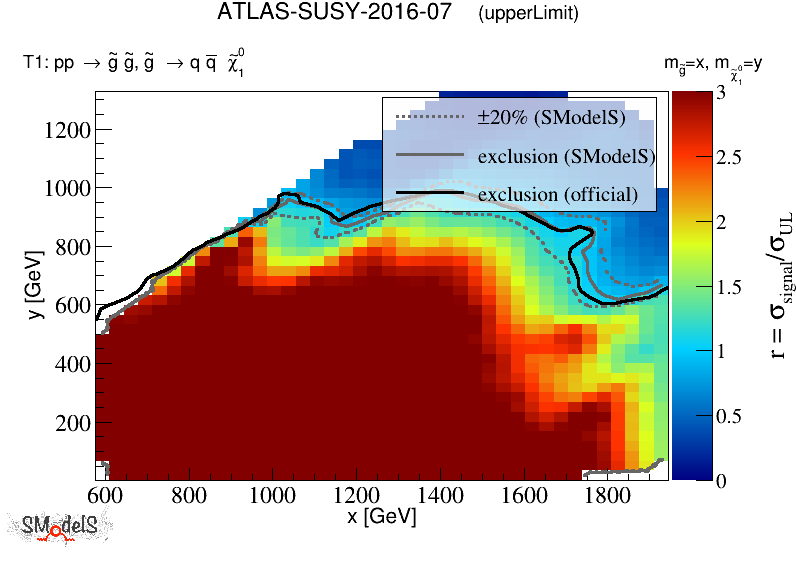 ATLAS-SUSY-2016-07 (upperLimit)
T1: pp → g̃ g̃, g̃ → q q̅ χ̃⁰₁
m_g̃=x, m_χ̃⁰₁=y
±20% (SModelS)
exclusion (SModelS)
exclusion (official)
1200
1000
800
600
400
200
y [GeV]
600 800 1000 1200 1400 1600 1800
x [GeV]
3
2.5
2
1.5
1
0.5
0
r = σ_signal/σ_UL
SModelS